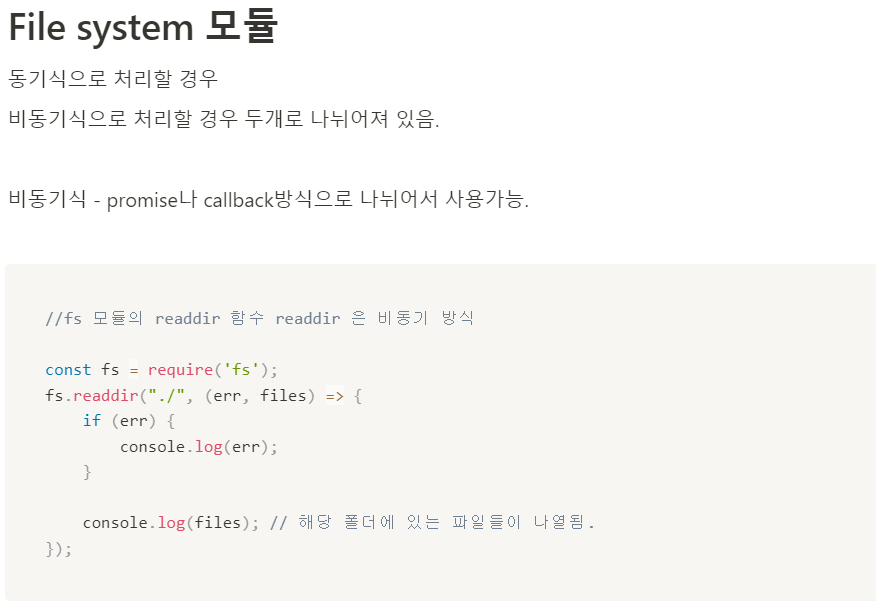 File system 모듈
동기식으로 처리할 경우
비동기식으로 처리할 경우 두개로 나뉘어져 있음.
비동기식 - promise나 callback방식으로 나뉘어서 사용가능.
//fs 모듈의 readdir 함수 readdir 은 비동기 방식
const fs = require('fs');
fs.readdir("./", (err, files) => {
    if (err) {
        console.log(err);
    }
    console.log(files); // 해당 폴더에 있는 파일들이 나열됨.
});